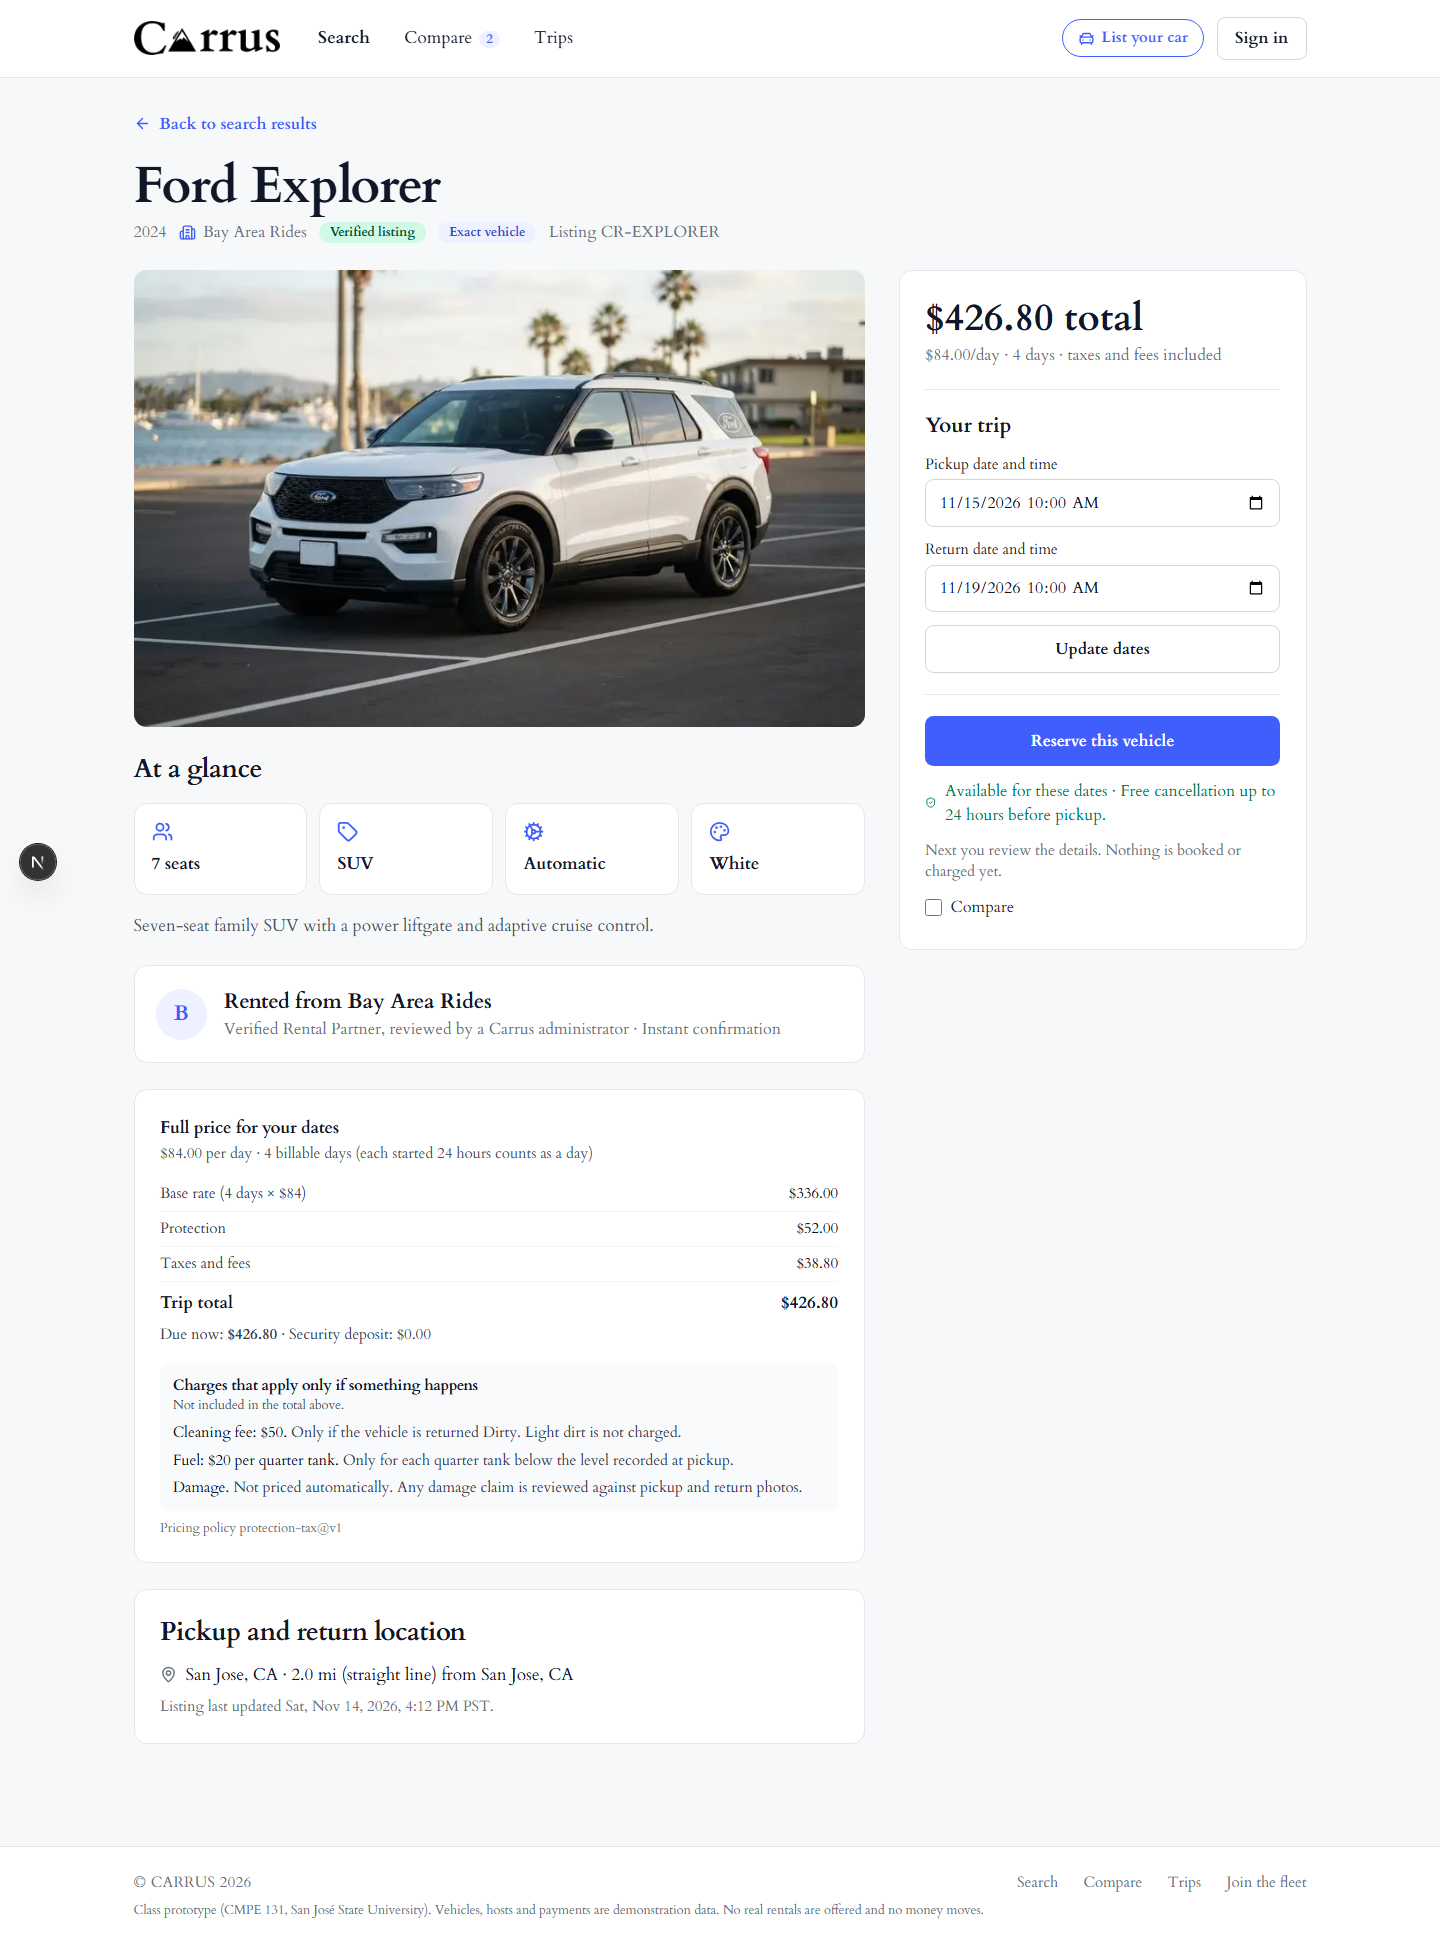 Carrus
Search
Compare 2
Trips
List your car
Sign in
Back to search results
Ford Explorer
2024 Bay Area Rides Verified listing Exact vehicle Listing CR-EXPLORER
Ford
Ford
$426.80 total
$84.00/day · 4 days · taxes and fees included
Your trip
Pickup date and time
11/15/2026 10:00 AM
Return date and time
11/19/2026 10:00 AM
Update dates
Reserve this vehicle
Available for these dates · Free cancellation up to
24 hours before pickup.
Next you review the details. Nothing is booked or
charged yet.
Compare
At a glance
7 seats
SUV
Automatic
White
Seven-seat family SUV with a power liftgate and adaptive cruise control.
N
B
Rented from Bay Area Rides
Verified Rental Partner, reviewed by a Carrus administrator · Instant confirmation
Full price for your dates
$84.00 per day · 4 billable days (each started 24 hours counts as a day)
Base rate (4 days × $84) $336.00
Protection $52.00
Taxes and fees $38.80
Trip total $426.80
Due now: $426.80 · Security deposit: $0.00
Charges that apply only if something happens
Not included in the total above.
Cleaning fee: $50. Only if the vehicle is returned Dirty. Light dirt is not charged.
Fuel: $20 per quarter tank. Only for each quarter tank below the level recorded at pickup.
Damage. Not priced automatically. Any damage claim is reviewed against pickup and return photos.
Pricing policy protection-tax@v1
Pickup and return location
San Jose, CA · 2.0 mi (straight line) from San Jose, CA
Listing last updated Sat, Nov 14, 2026, 4:12 PM PST.
© CARRUS 2026
Search
Compare
Trips
Join the fleet
Class prototype (CMPE 131, San José State University). Vehicles, hosts and payments are demonstration data. No real rentals are offered and no money moves.